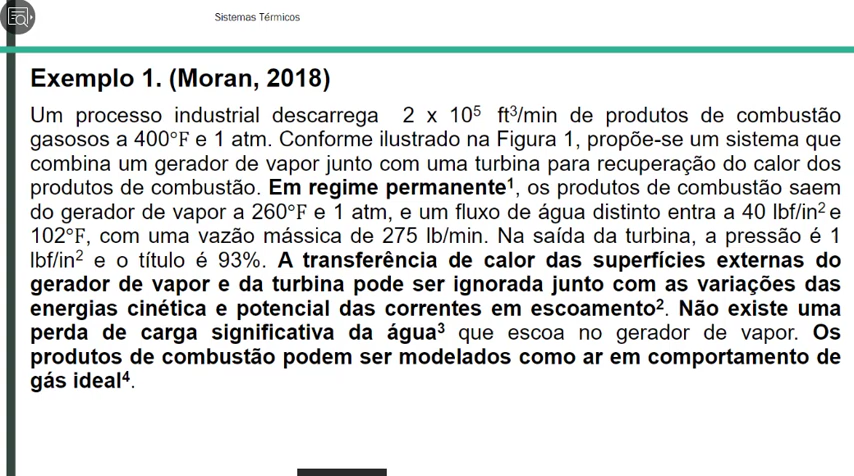 Sistemas Térmicos
Exemplo 1. (Moran, 2018)
Um processo industrial descarrega 2 x 10⁵ ft³/min de produtos de combustão
gasosos a 400°F e 1 atm. Conforme ilustrado na Figura 1, propõe-se um sistema que
combina um gerador de vapor junto com uma turbina para recuperação do calor dos
produtos de combustão. Em regime permanente¹, os produtos de combustão saem
do gerador de vapor a 260°F e 1 atm, e um fluxo de água distinto entra a 40 lbf/in² e
102°F, com uma vazão mássica de 275 lb/min. Na saída da turbina, a pressão é 1
lbf/in² e o título é 93%. A transferência de calor das superfícies externas do
gerador de vapor e da turbina pode ser ignorada junto com as variações das
energias cinética e potencial das correntes em escoamento². Não existe uma
perda de carga significativa da água³ que escoa no gerador de vapor. Os
produtos de combustão podem ser modelados como ar em comportamento de
gás ideal⁴.